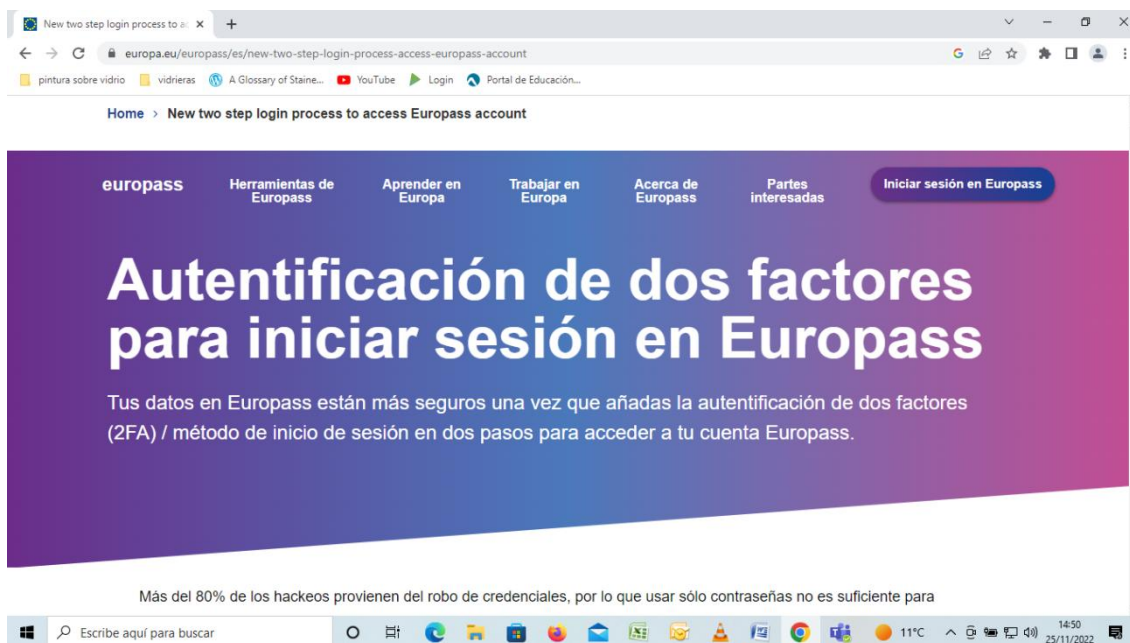 New two step login process to ac
europa.eu/europass/es/new-two-step-login-process-access-europass-account
pintura sobre vidrio vidrieras A Glossary of Staine... YouTube Login Portal de Educación...
Home > New two step login process to access Europass account
europass
Herramientas de
Europass
Aprender en
Europa
Trabajar en
Europa
Acerca de
Europass
Partes
interesadas
Iniciar sesión en Europass
Autentificación de dos factores
para iniciar sesión en Europass
Tus datos en Europass están más seguros una vez que añadas la autentificación de dos factores
(2FA) / método de inicio de sesión en dos pasos para acceder a tu cuenta Europass.
Más del 80% de los hackeos provienen del robo de credenciales, por lo que usar sólo contraseñas no es suficiente para
Escribe aquí para buscar
11°C
14:50
25/11/2022